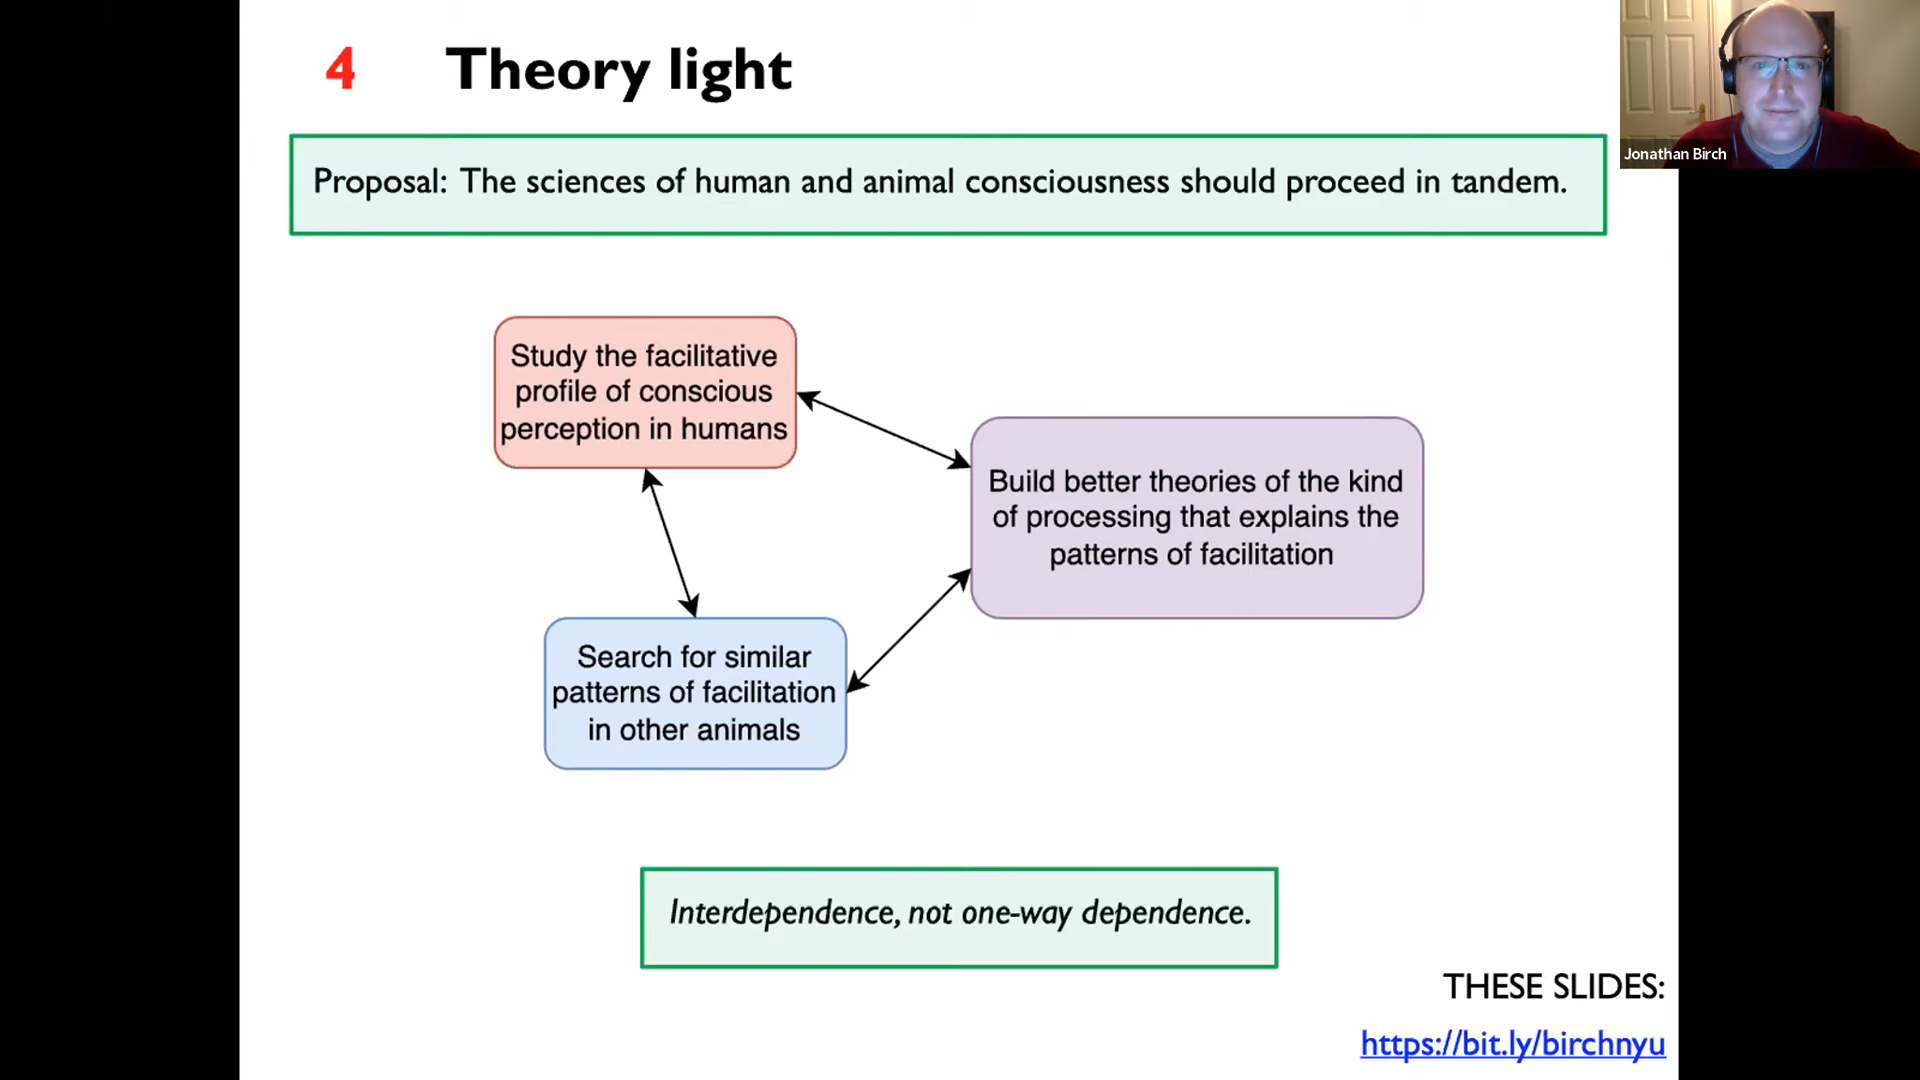 4 Theory light
Jonathan Birch
Proposal: The sciences of human and animal consciousness should proceed in tandem.
Study the facilitative
profile of conscious
perception in humans
Build better theories of the kind
of processing that explains the
patterns of facilitation
Search for similar
patterns of facilitation
in other animals
Interdependence, not one-way dependence.
THESE SLIDES:
https://bit.ly/birchnyu